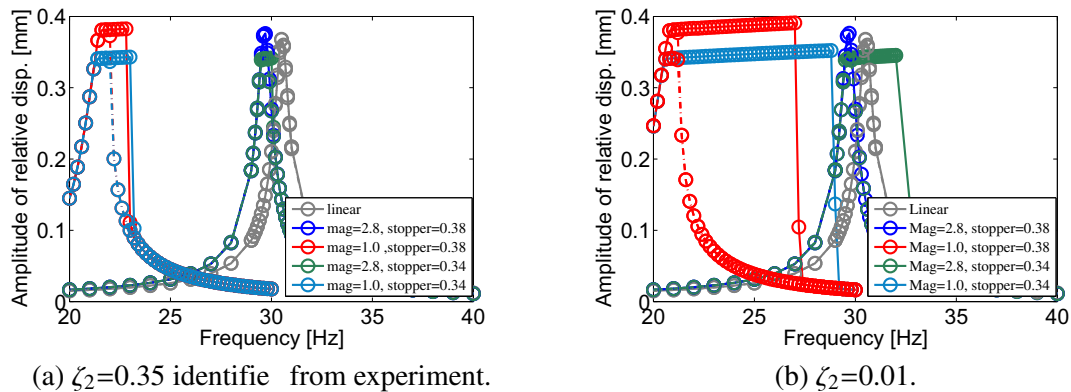 0.4
0.3
0.2
0.1
0
20
25
30
35
40
Amplitude of relative disp. [mm]
Frequency [Hz]
linear
mag=2.8, stopper=0.38
mag=1.0 ,stopper=0.38
mag=2.8, stopper=0.34
mag=1.0, stopper=0.34
(a) ζ2=0.35 identifie from experiment.
0.4
0.3
0.2
0.1
0
20
25
30
35
40
Amplitude of relative disp. [mm]
Frequency [Hz]
Linear
Mag=2.8, stopper=0.38
Mag=1.0, stopper=0.38
Mag=2.8, stopper=0.34
Mag=1.0, stopper=0.34
(b) ζ2=0.01.